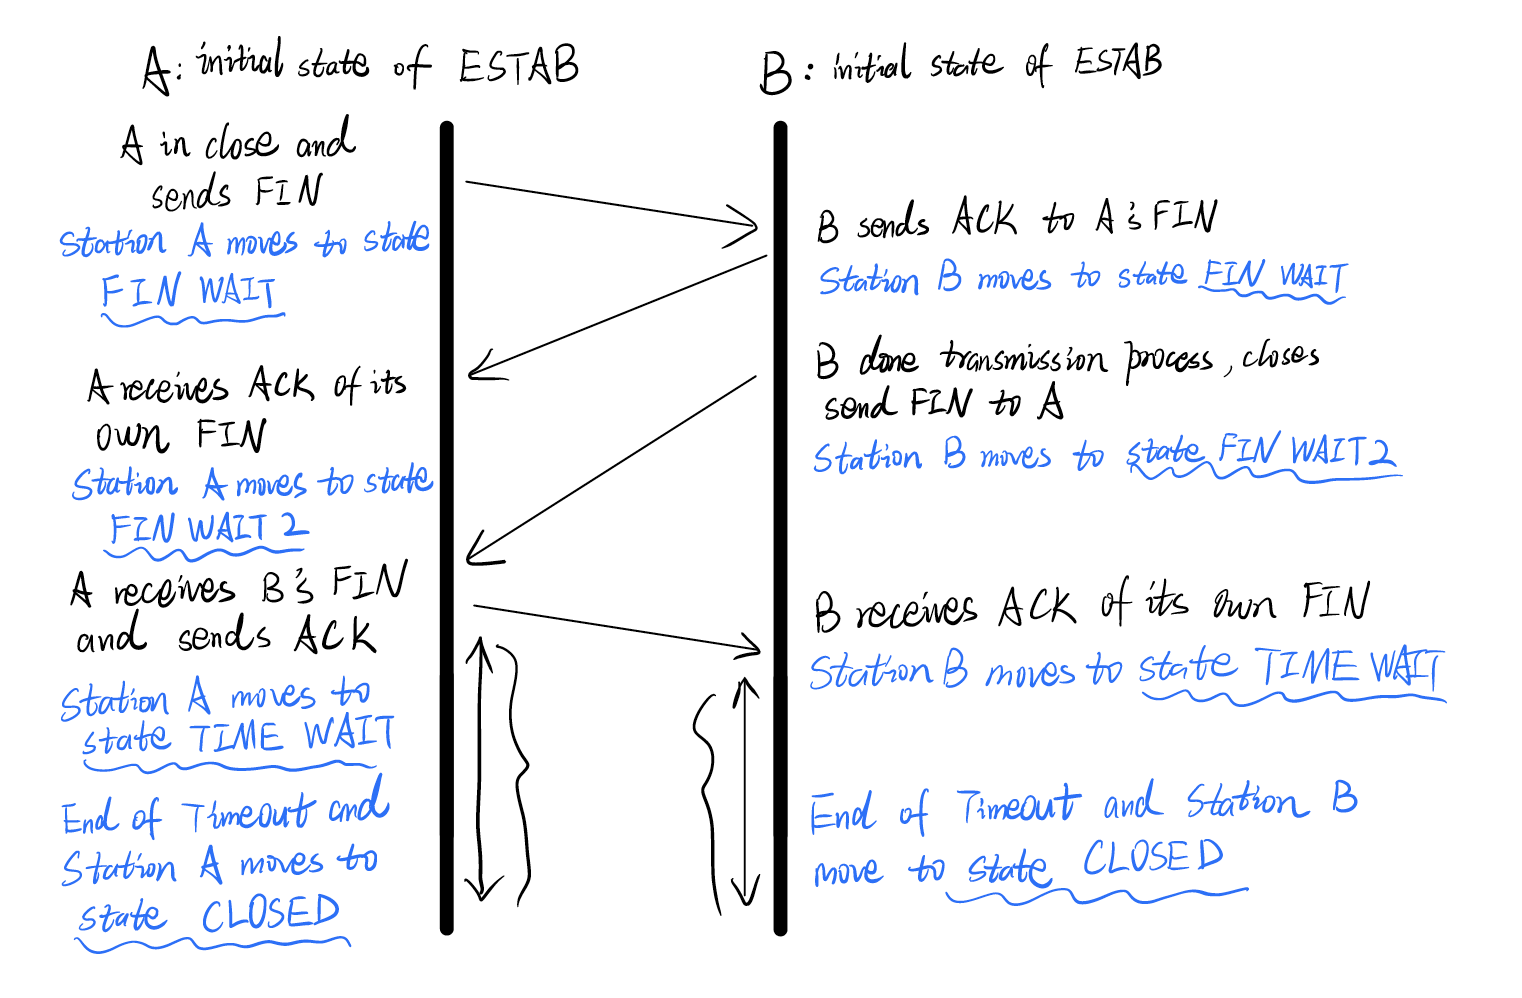 A: initial state of ESTAB
B: initial state of ESTAB
A in close and
sends FIN
Station A moves to state
FIN WAIT
A receives ACK of its
own FIN
Station A moves to state
FIN WAIT 2
A receives B's FIN
and sends ACK
Station A moves to
state TIME WAIT
End of Timeout and
Station A moves to
state CLOSED
B sends ACK to A's FIN
Station B moves to state FIN WAIT
B done transmission process, closes
send FIN to A
Station B moves to state FIN WAIT 2
B receives ACK of its own FIN
Station B moves to state TIME WAIT
End of Timeout and Station B
move to state CLOSED